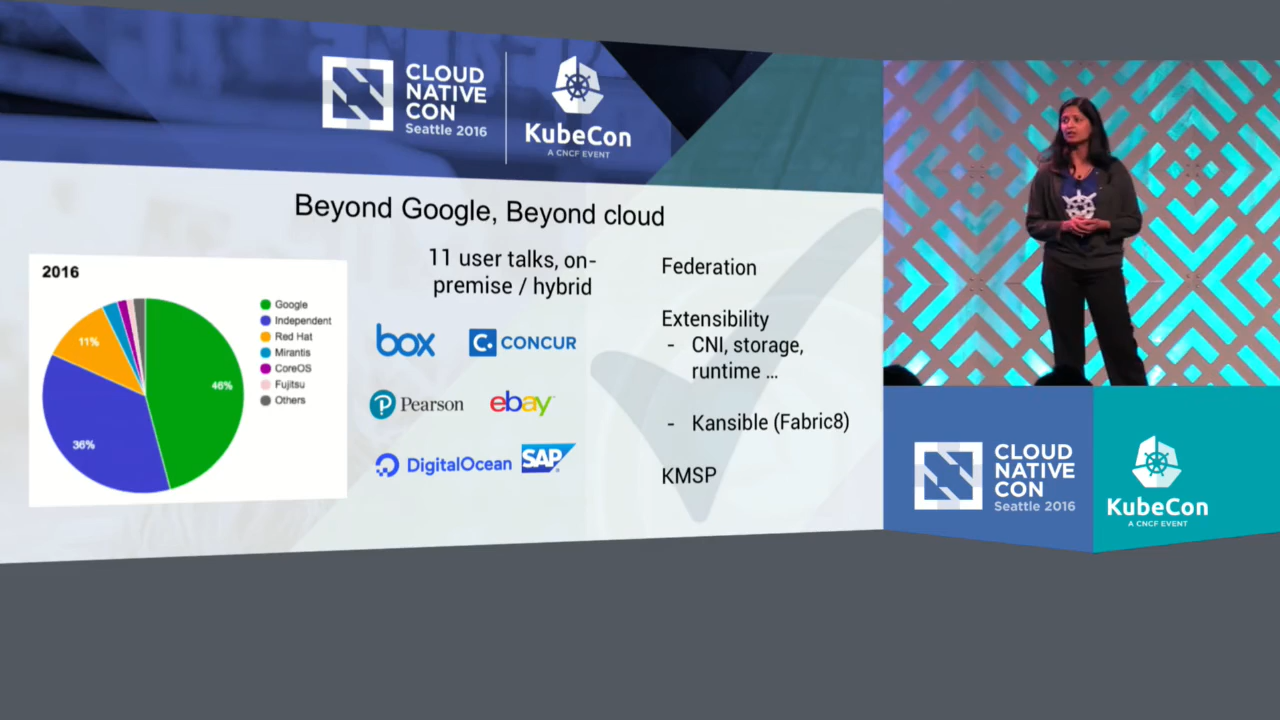 CLOUD
NATIVE
CON
Seattle 2016
KubeCon
A CNCF EVENT
Beyond Google, Beyond cloud
2016
Google
Independent
Red Hat
Mirantis
CoreOS
Fujitsu
Others
46%
36%
11%
11 user talks, on-
premise / hybrid
box
C. CONCUR
P Pearson
ebay
DigitalOcean
SAP
Federation
Extensibility
- CNI, storage,
runtime ...
- Kansible (Fabric8)
KMSP
CLOUD
NATIVE
CON
Seattle 2016
KubeCon
A CNCF EVENT